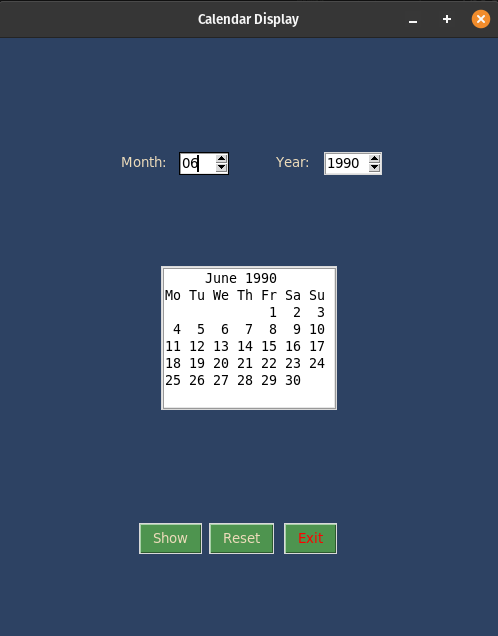 Calendar Display
Month: 06 Year: 1990
June 1990
Mo Tu We Th Fr Sa Su
1 2 3
4 5 6 7 8 9 10
11 12 13 14 15 16 17
18 19 20 21 22 23 24
25 26 27 28 29 30
Show Reset Exit